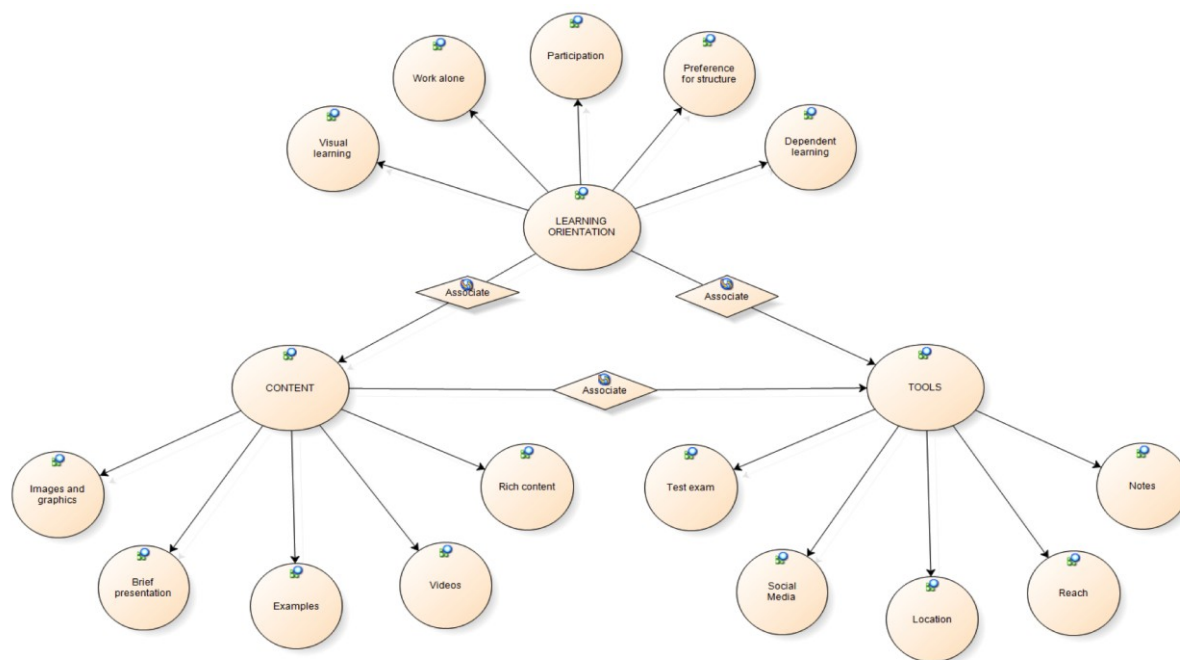 Participation
Work alone
Preference
for structure
Visual
learning
Dependent
learning
LEARNING
ORIENTATION
Associate
Associate
CONTENT
Associate
TOOLS
Images and
graphics
Rich content
Test exam
Notes
Brief
presentation
Examples
Videos
Social
Media
Location
Reach